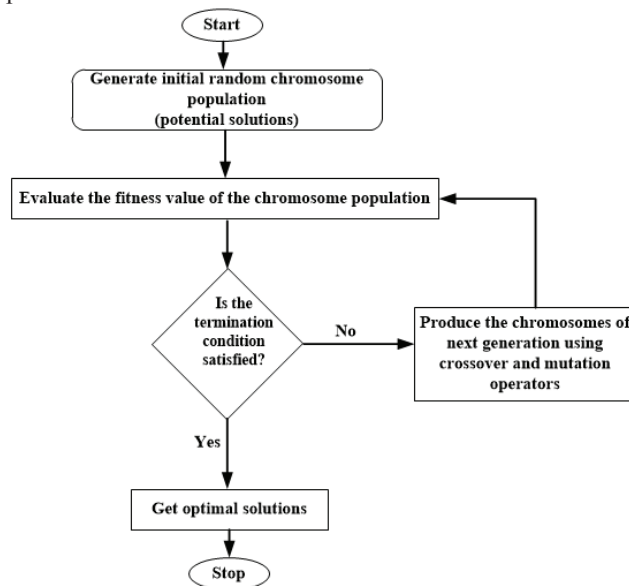 Start
Generate initial random chromosome
population
(potential solutions)
Evaluate the fitness value of the chromosome population
Is the
termination
condition
satisfied?
No
Produce the chromosomes of
next generation using
crossover and mutation
operators
Yes
Get optimal solutions
Stop